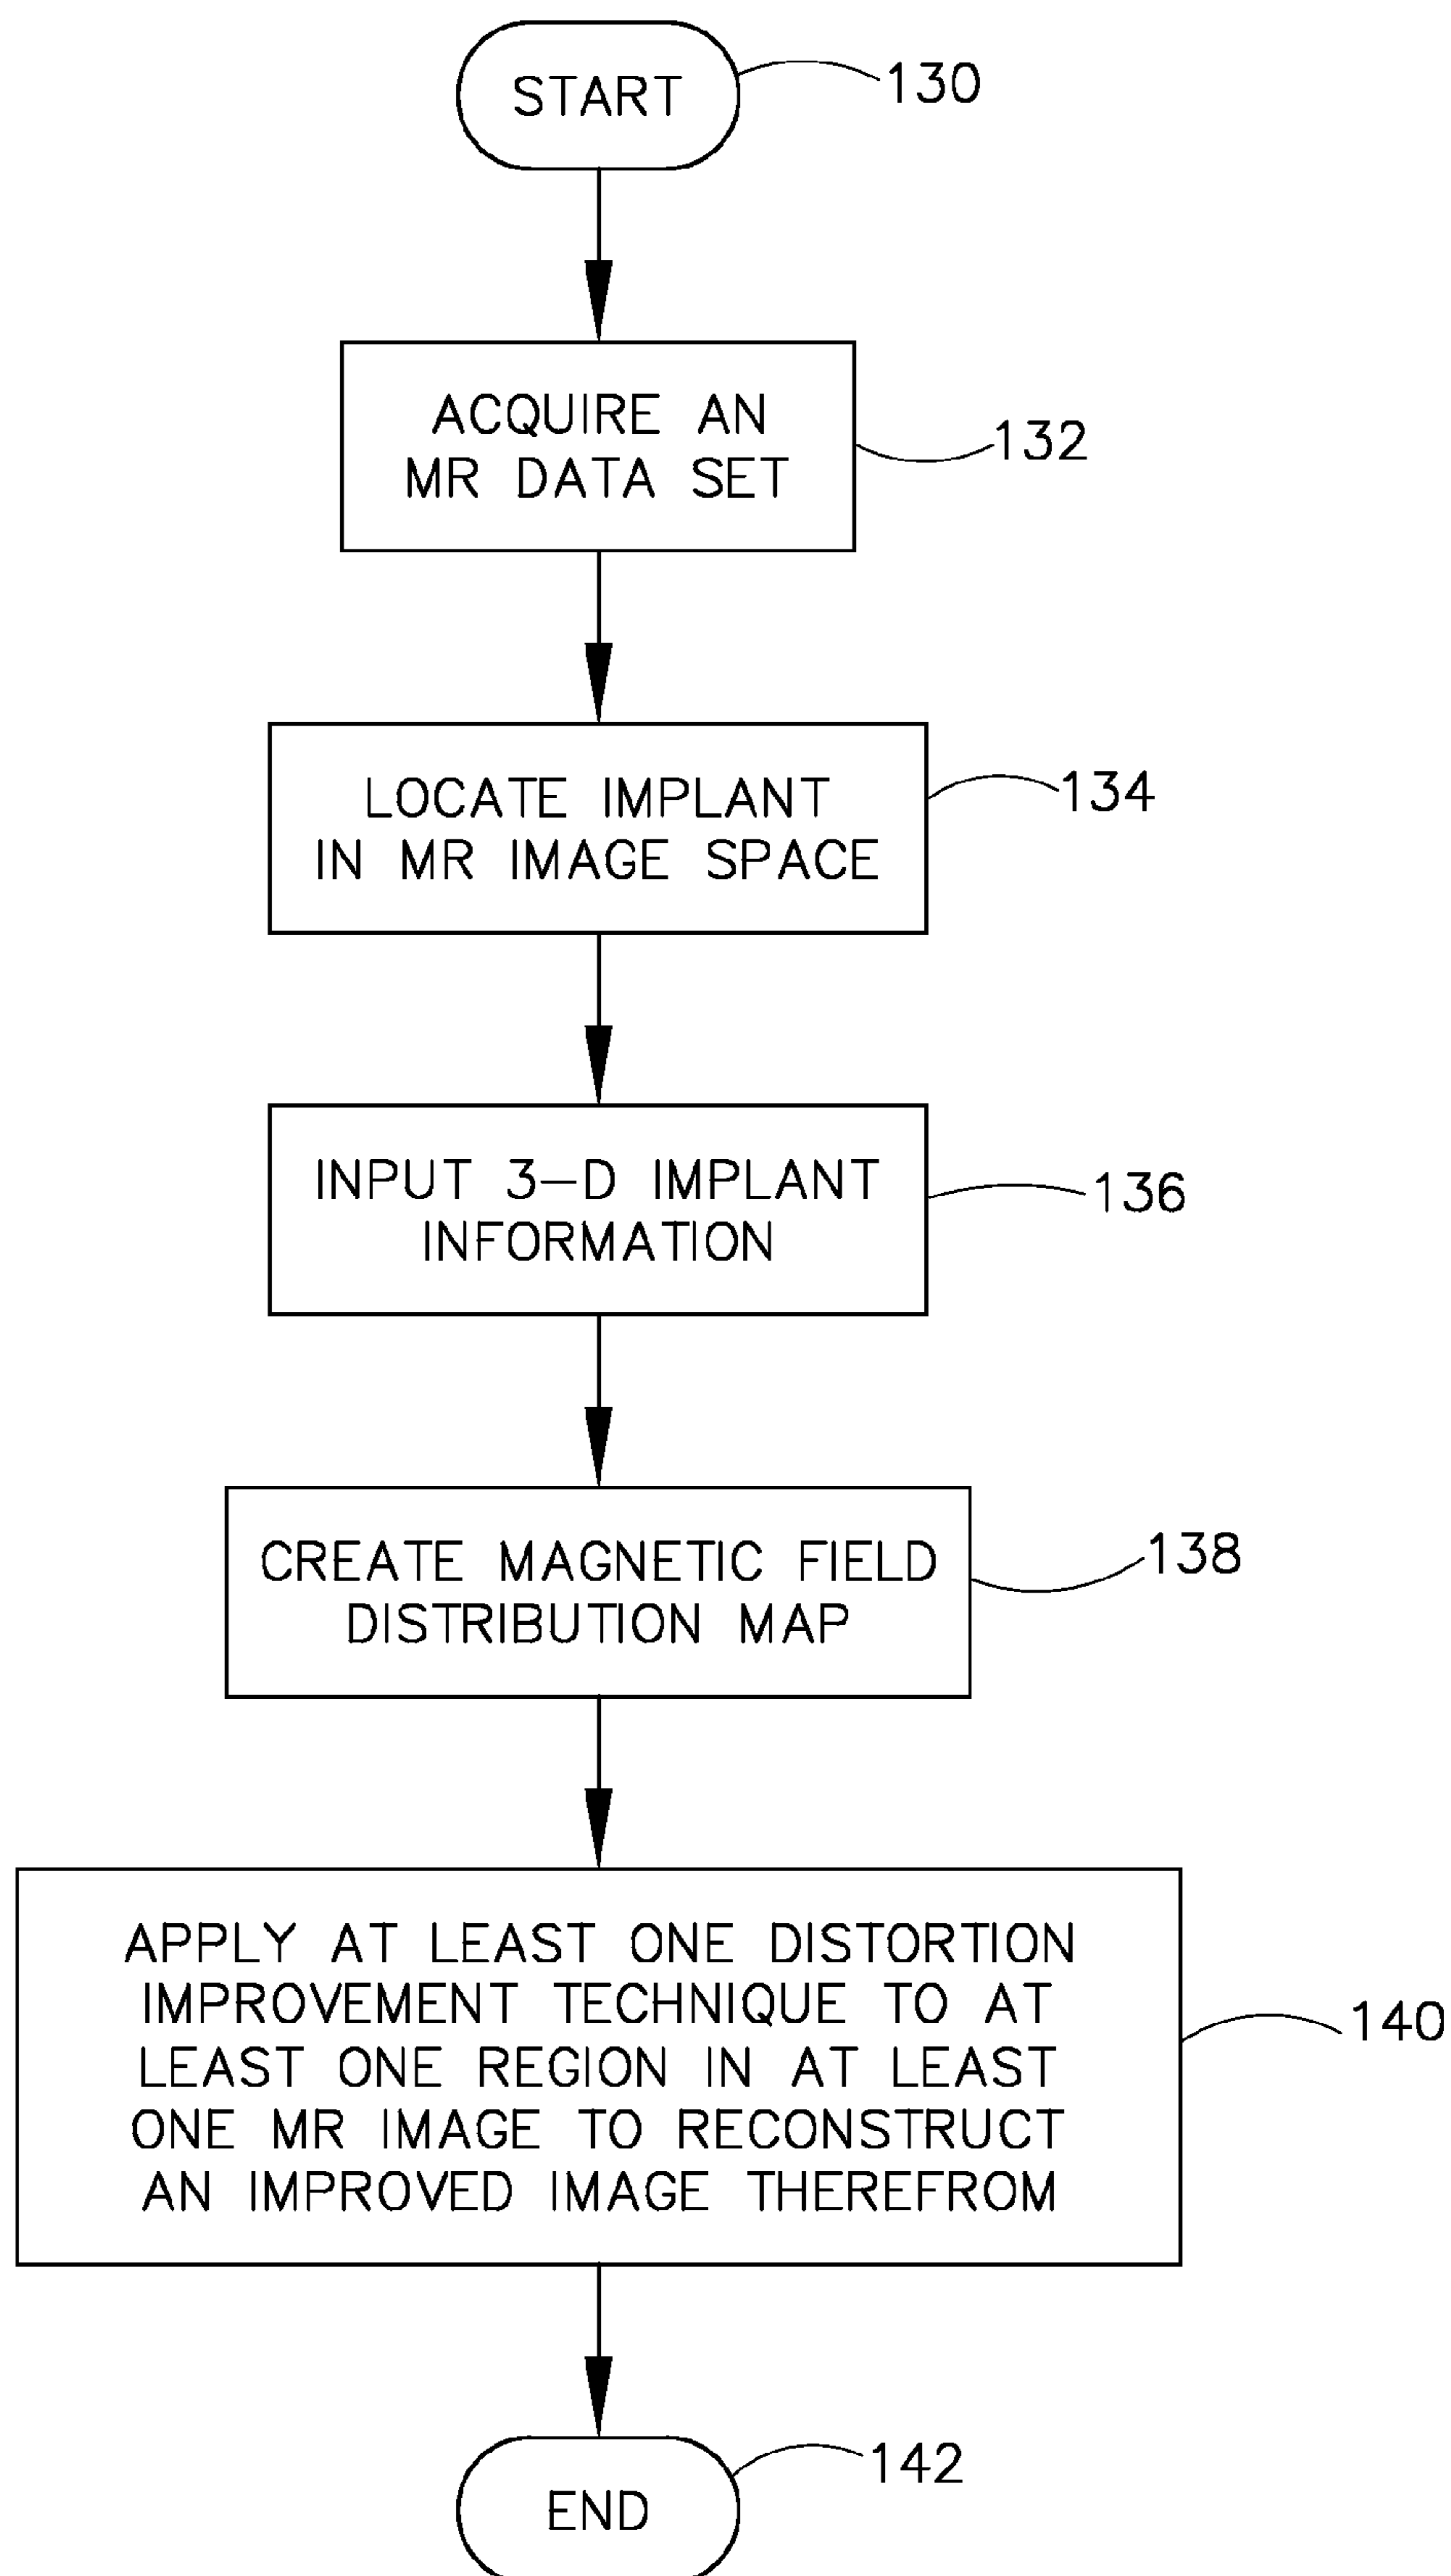 START
130
ACQUIRE AN
MR DATA SET
132
LOCATE IMPLANT
IN MR IMAGE SPACE
134
INPUT 3-D IMPLANT
INFORMATION
136
CREATE MAGNETIC FIELD
DISTRIBUTION MAP
138
APPLY AT LEAST ONE DISTORTION
IMPROVEMENT TECHNIQUE TO AT
LEAST ONE REGION IN AT LEAST
ONE MR IMAGE TO RECONSTRUCT
AN IMPROVED IMAGE THEREFROM
140
END
142